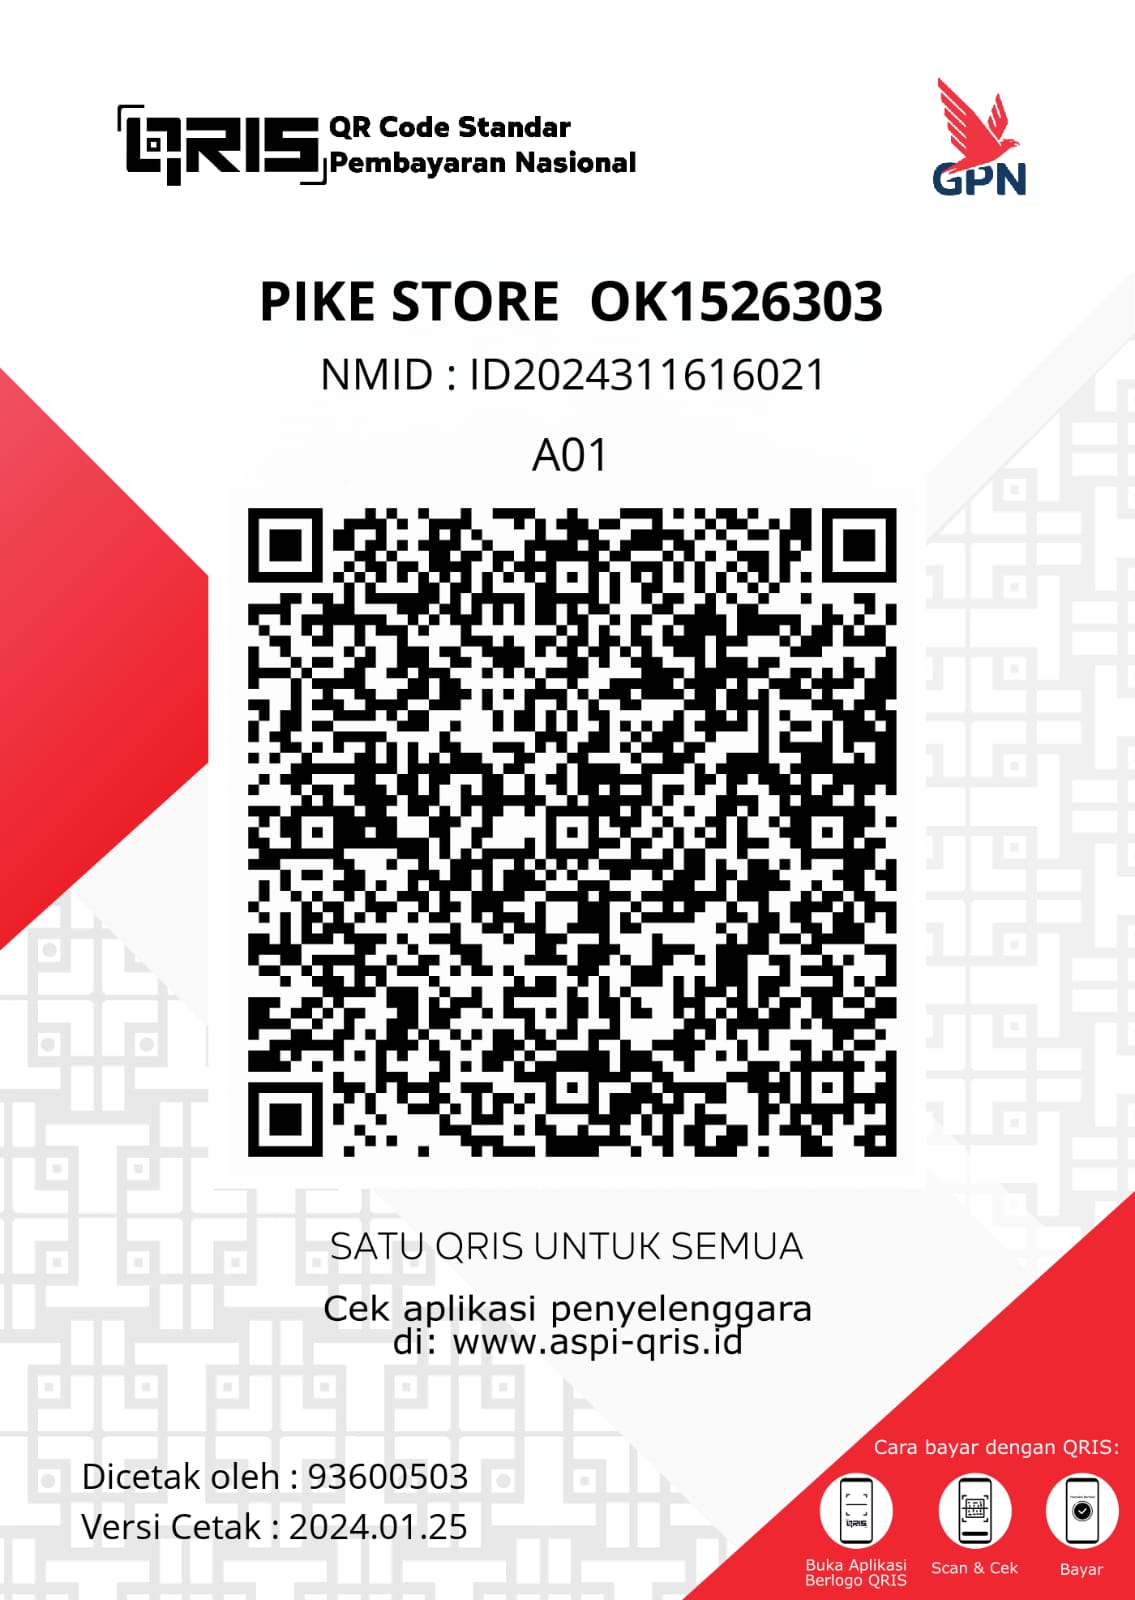 QRIS
QR Code Standar
Pembayaran Nasional
GPN
PIKE STORE  OK1526303
NMID : ID2024311616021
A01
SATU QRIS UNTUK SEMUA
Cek aplikasi penyelenggara
di: www.aspi-qris.id
Dicetak oleh : 93600503
Versi Cetak : 2024.01.25
Cara bayar dengan QRIS:
QRIS
Buka Aplikasi
Berlogo QRIS
Scan & Cek
Bayar